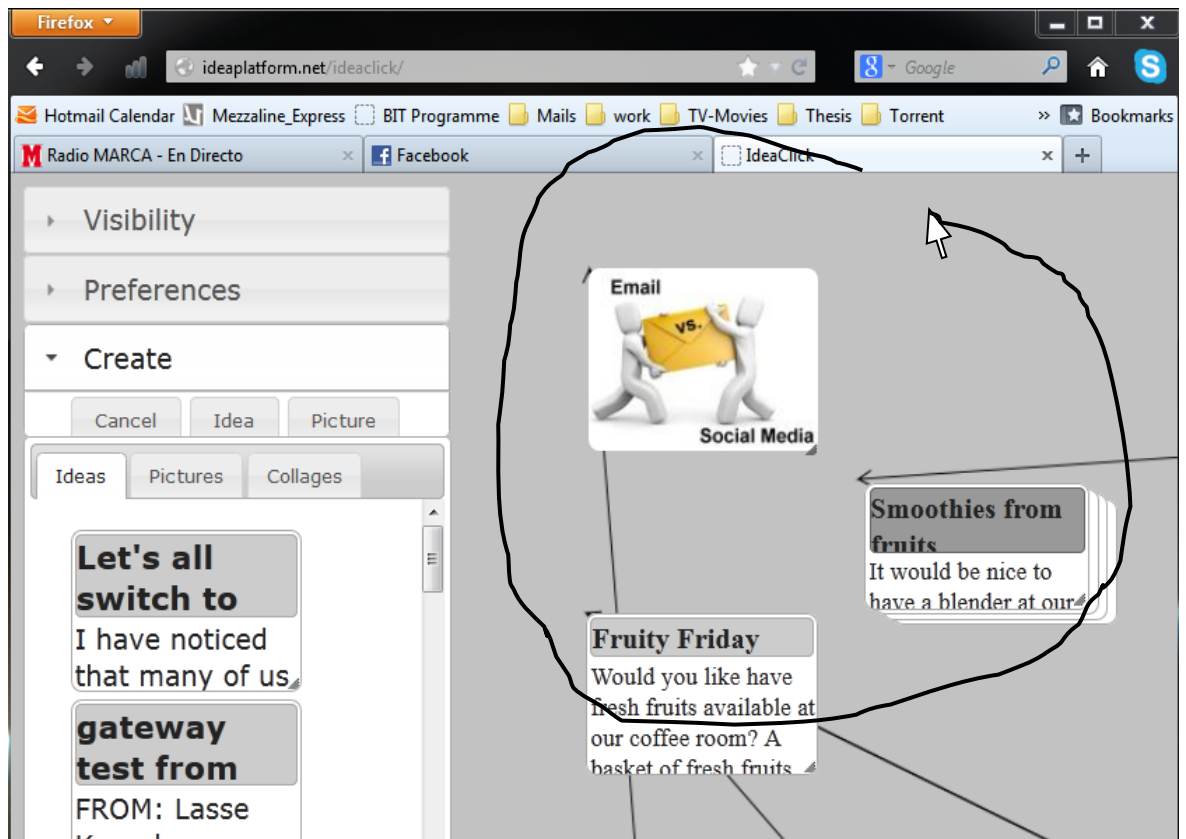 Firefox
ideaplatform.net/ideaclick/
Google
Hotmail Calendar Mezzaline_Express BIT Programme Mails work TV-Movies Thesis Torrent » Bookmarks
Radio MARCA - En Directo
Facebook
IdeaClick
Visibility
Preferences
Create
Cancel Idea Picture
Ideas Pictures Collages
Let's all
switch to
I have noticed
that many of us
gateway
test from
FROM: Lasse
Email
vs.
Social Media
Smoothies from
fruits
It would be nice to
have a blender at our
Fruity Friday
Would you like have
fresh fruits available at
our coffee room? A
basket of fresh fruits